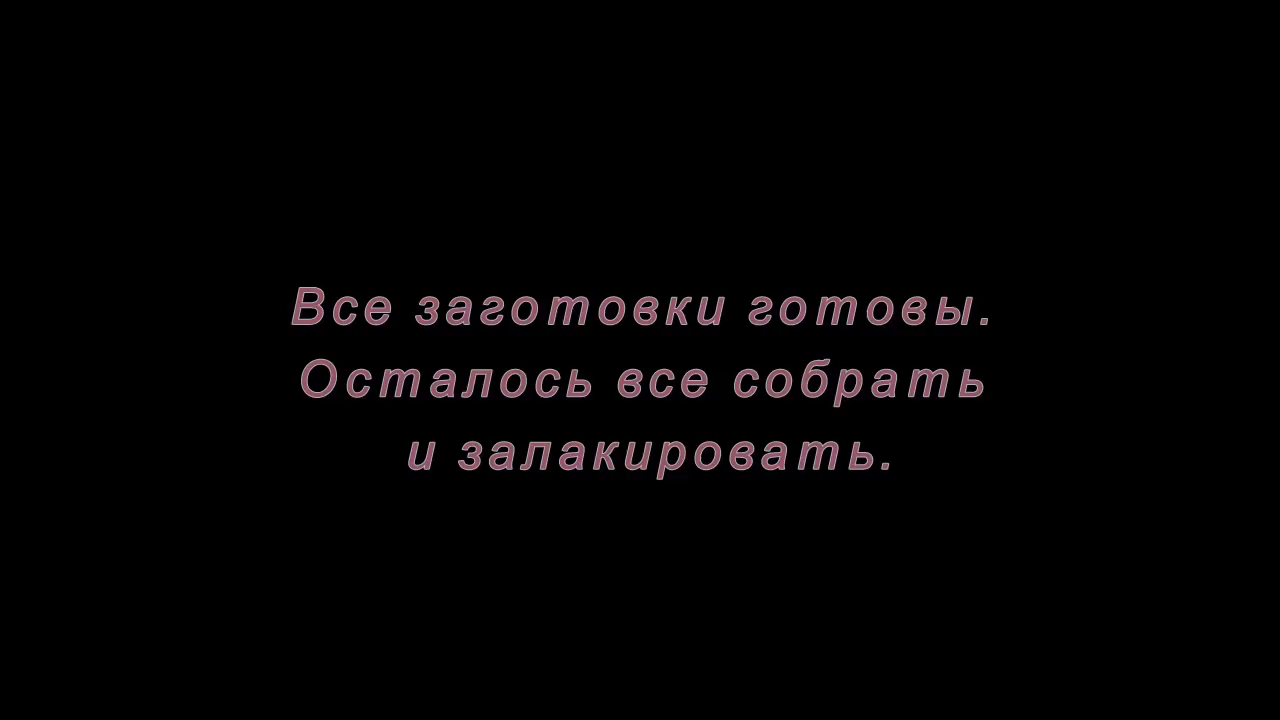 Все заготовки готовы.
Осталось все собрать
и залакировать.